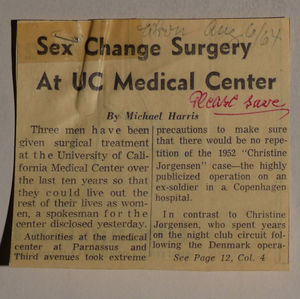 Chron Aug 6/64
Sex Change Surgery
At UC Medical Center
Please save
By Michael Harris
Three men have been
given surgical treatment
at the University of Cali-
fornia Medical Center over
the last ten years so that
they could live out the
rest of their lives as women,
a spokesman for the
center disclosed yesterday.
Authorities at the medical
center at Parnassus and
Third avenues took extreme
precautions to make sure
that there would be no repe-
tition of the 1952 "Christine
Jorgensen" case—the highly
publicized operation on an
ex-soldier in a Copenhagen
hospital.
In contrast to Christine
Jorgensen, who spent years
on the night club circuit fol-
lowing the Denmark opera-
See Page 12, Col. 4